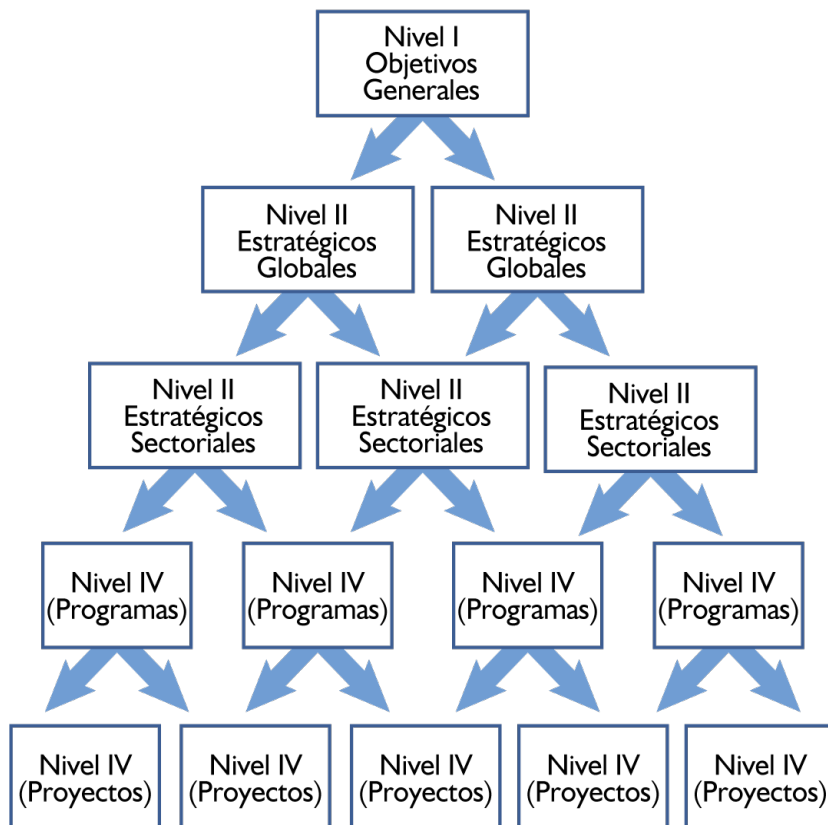 Nivel I
Objetivos
Generales
Nivel II
Estratégicos
Globales
Nivel II
Estratégicos
Globales
Nivel II
Estratégicos
Sectoriales
Nivel II
Estratégicos
Sectoriales
Nivel II
Estratégicos
Sectoriales
Nivel IV
(Programas)
Nivel IV
(Programas)
Nivel IV
(Programas)
Nivel IV
(Programas)
Nivel IV
(Proyectos)
Nivel IV
(Proyectos)
Nivel IV
(Proyectos)
Nivel IV
(Proyectos)
Nivel IV
(Proyectos)